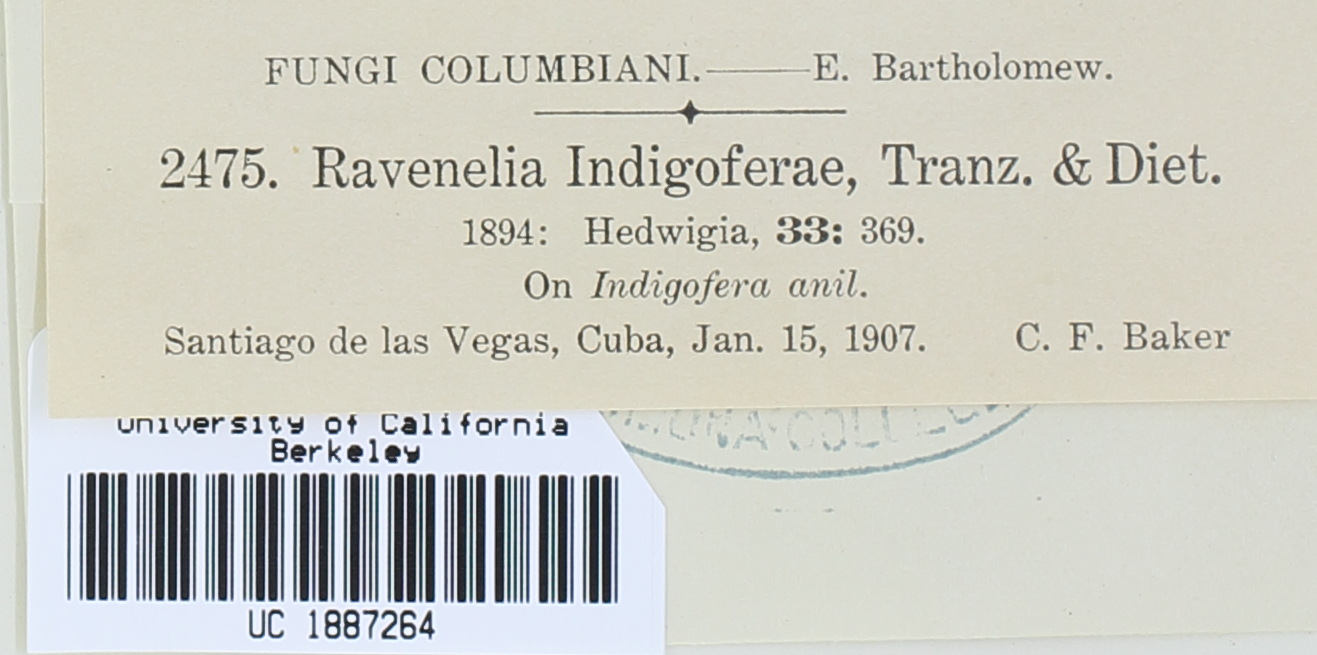 FUNGI COLUMBIANI.——E. Bartholomew.
2475. Ravenelia Indigoferae, Tranz. & Diet.
1894: Hedwigia, 33: 369.
On Indigofera anil.
Santiago de las Vegas, Cuba, Jan. 15, 1907. C. F. Baker
University of California
Berkeley
UC 1887264